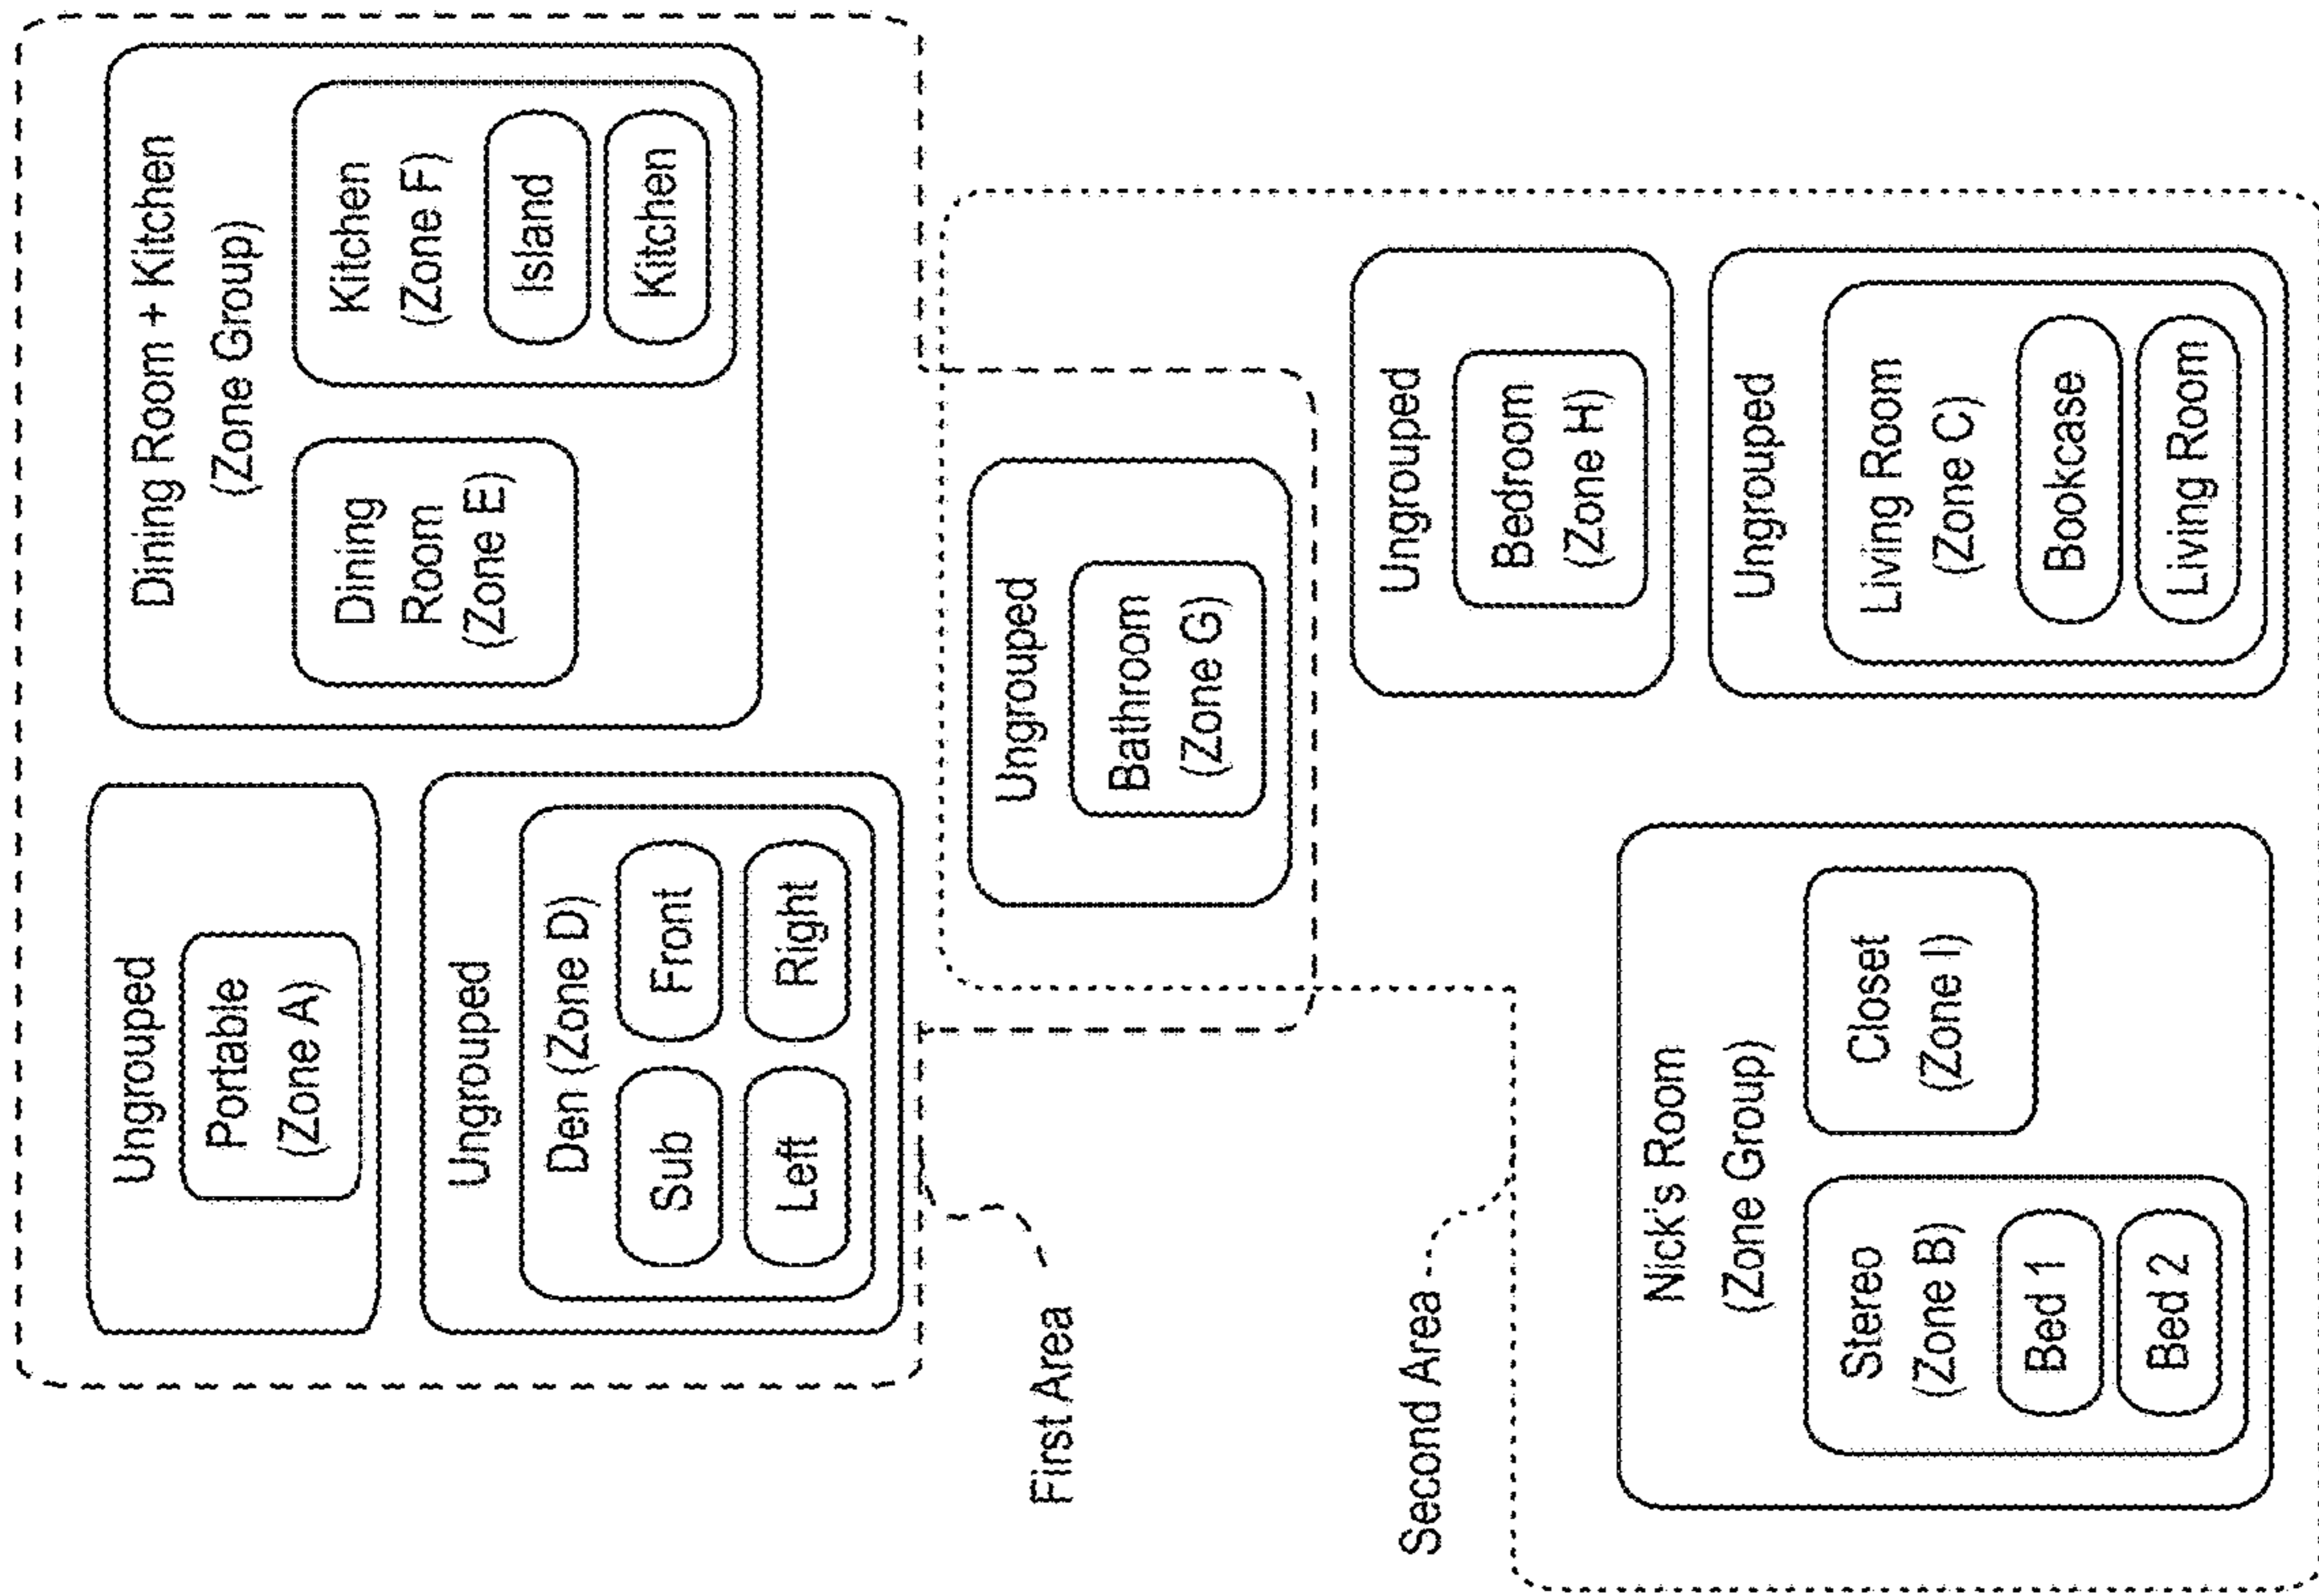 Ungrouped
Portable
(Zone A)
Dining Room + Kitchen
(Zone Group)
Dining
Room
(Zone E)
Kitchen
(Zone F)
Island
Kitchen
Ungrouped
Den (Zone D)
Sub
Front
Left
Right
First Area
Ungrouped
Bathroom
(Zone G)
Second Area
Ungrouped
Bedroom
(Zone H)
Nick's Room
(Zone Group)
Stereo
(Zone B)
Bed 1
Bed 2
Closet
(Zone I)
Ungrouped
Living Room
(Zone C)
Bookcase
Living Room